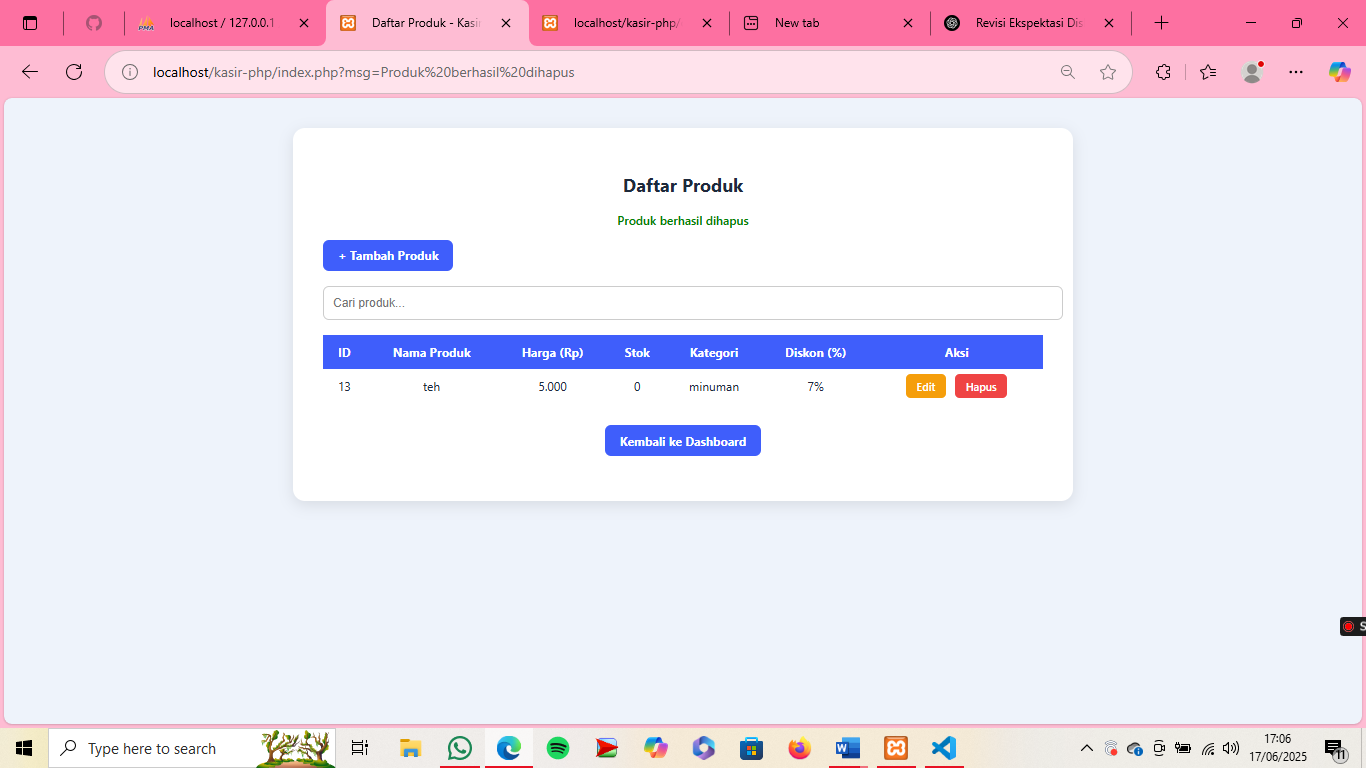 localhost / 127.0.0.1
Daftar Produk - Kasir
localhost/kasir-php/
New tab
Revisi Ekspektasi Dis
localhost/kasir-php/index.php?msg=Produk%20berhasil%20dihapus
Daftar Produk
Produk berhasil dihapus
+ Tambah Produk
Cari produk...
ID Nama Produk Harga (Rp) Stok Kategori Diskon (%) Aksi
13 teh 5.000 0 minuman 7% Edit Hapus
Kembali ke Dashboard
S
Type here to search
17:06
17/06/2025
11